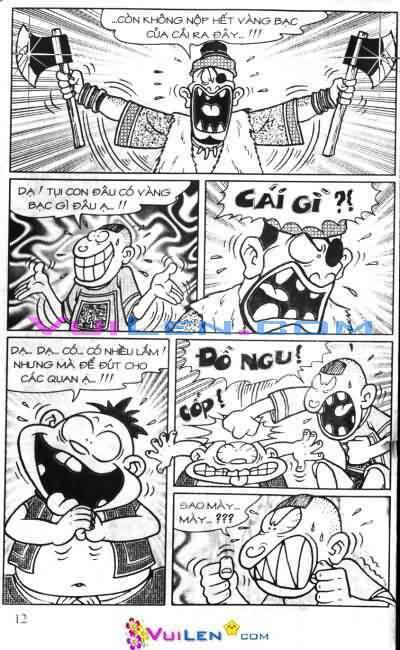 ...CÒN KHÔNG NỘP HẾT VÀNG BẠC
CỦA CẢI RA ĐÂY...!!!
DẠ! TỤI CON ĐÂU CÓ VÀNG
BẠC GÌ ĐÂU Ạ...!!
CÁI GÌ?!
VuiLen.com
DẠ... DẠ... CÓ... CÓ NHIỀU LẮM!
NHƯNG MÀ ĐỂ ĐÚT CHO
CÁC QUAN Ạ...!!!
ĐỒ NGU!
CỐP!
SAO MÀY...
MÀY...???
12
VuiLen.com